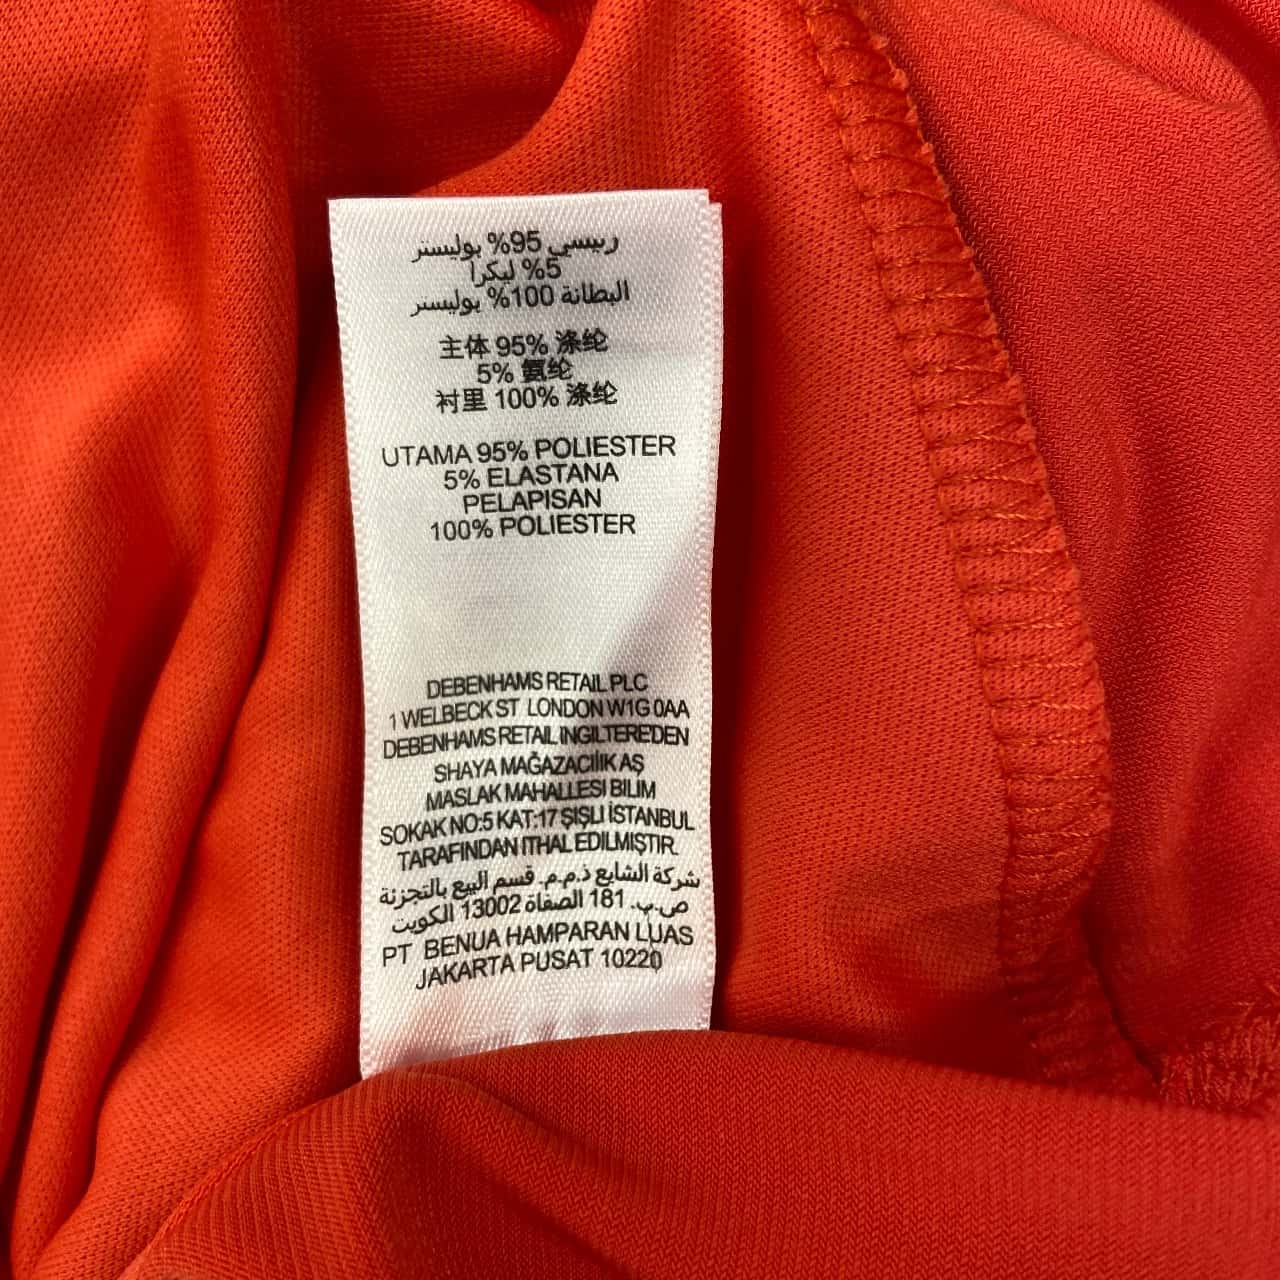 رييسي 95% بوليستر
5% ليكرا
البطانة 100% بوليستر
主体 95% 涤纶
5% 氨纶
衬里 100% 涤纶
UTAMA 95% POLIESTER
5% ELASTANA
PELAPISAN
100% POLIESTER
DEBENHAMS RETAIL PLC
1 WELBECK ST LONDON W1G 0AA
DEBENHAMS RETAIL INGILTERE'DEN
SHAYA MAĞAZACILIK AŞ
MASLAK MAHALLESI BILIM
SOKAK NO:5 KAT:17 ŞIŞLI İSTANBUL
TARAFINDAN ITHAL EDILMIŞTIR.
شركة الشايع ذ.م.م. قسم البيع بالتجزئة
ص.ب. 181 الصفاة 13002 الكويت
PT BENUA HAMPARAN LUAS
JAKARTA PUSAT 10220